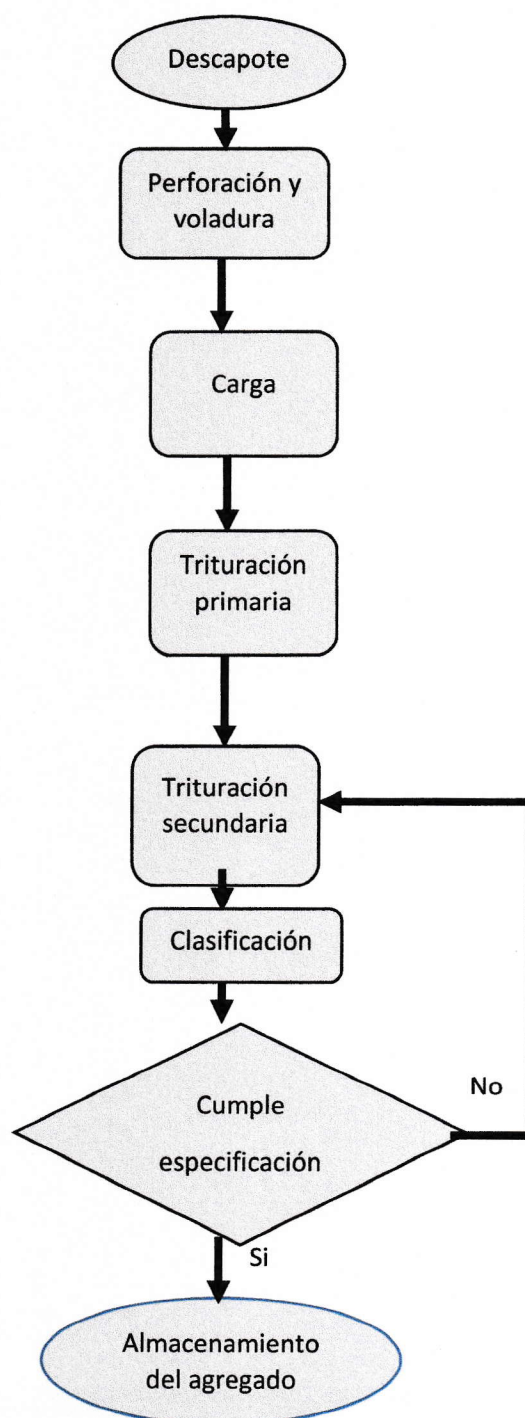 Descapote
Perforación y
voladura
Carga
Trituración
primaria
Trituración
secundaria
Clasificación
Cumple
especificación
No
Si
Almacenamiento
del agregado